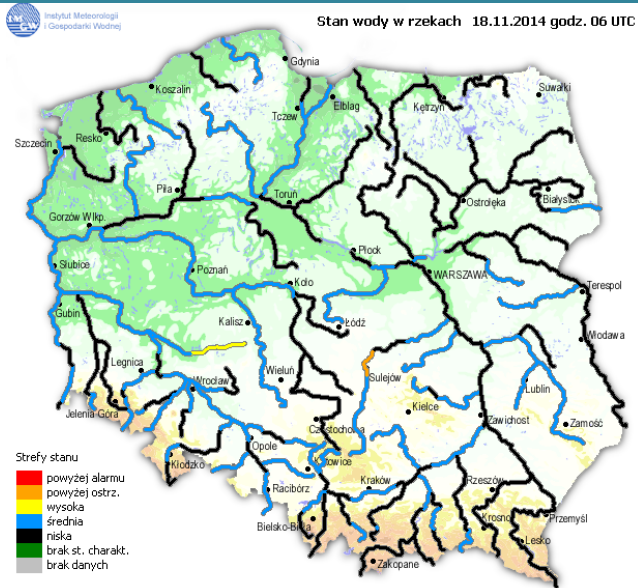 Instytut Meteorologii
i Gospodarki Wodnej
Stan wody w rzekach 18.11.2014 godz. 06 UTC
Gdynia
Koszalin
Suwałki
Elbląg
Kętrzyn
Tczew
Resko
Szczecin
Piła
Toruń
Ostrołęka
Białystok
Gorzów Wlkp.
Płock
Słubice
Poznań
WARSZAWA
Koło
Terespol
Gubin
Kalisz
Łódź
Włodawa
Legnica
Wieluń
Sulejów
Wrocław
Lublin
Jelenia Góra
Kielce
Zawichost
Zamość
Częstochowa
Opole
Kłodzko
Katowice
Racibórz
Kraków
Rzeszów
Bielsko-Biała
Krosno
Przemyśl
Lesko
Zakopane
Strefy stanu
powyżej alarmu
powyżej ostrz.
wysoka
średnia
niska
brak st. charakt.
brak danych